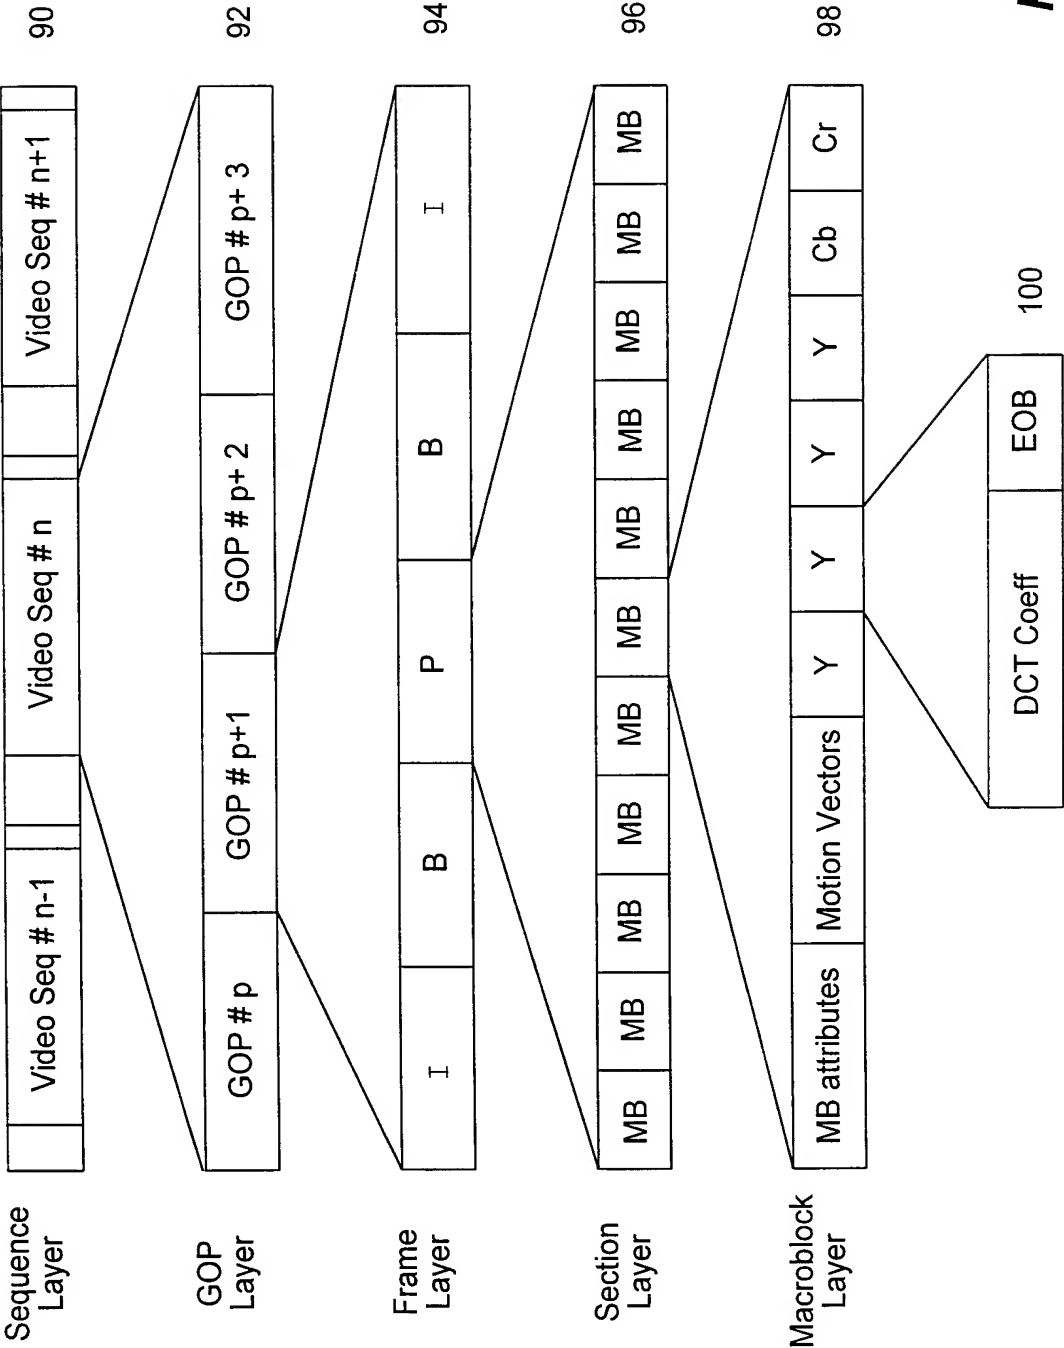 Sequence
Layer
Video Seq # n-1
Video Seq # n
Video Seq # n+1
90
GOP
Layer
GOP # p
GOP # p+1
GOP # p+ 2
GOP # p+ 3
92
Frame
Layer
I
B
P
B
I
94
Section
Layer
MB
MB
MB
MB
MB
MB
MB
MB
MB
MB
MB
96
Macroblock
Layer
MB attributes
Motion Vectors
Y
Y
Y
Y
Cb
Cr
98
DCT Coeff
EOB
100